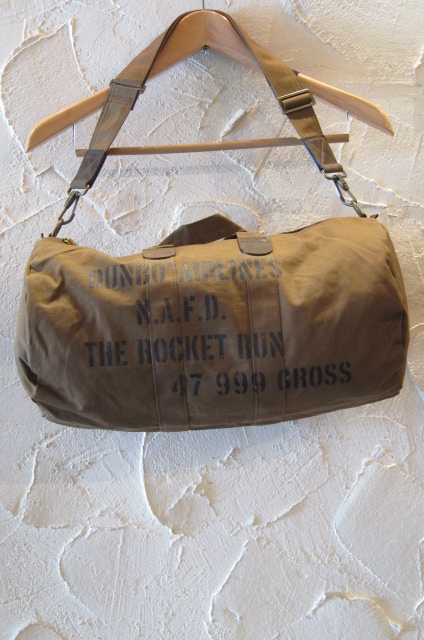 "DUMBO" AIRLINES
N.A.F.D.
THE ROCKET RUN
47 999 GROSS